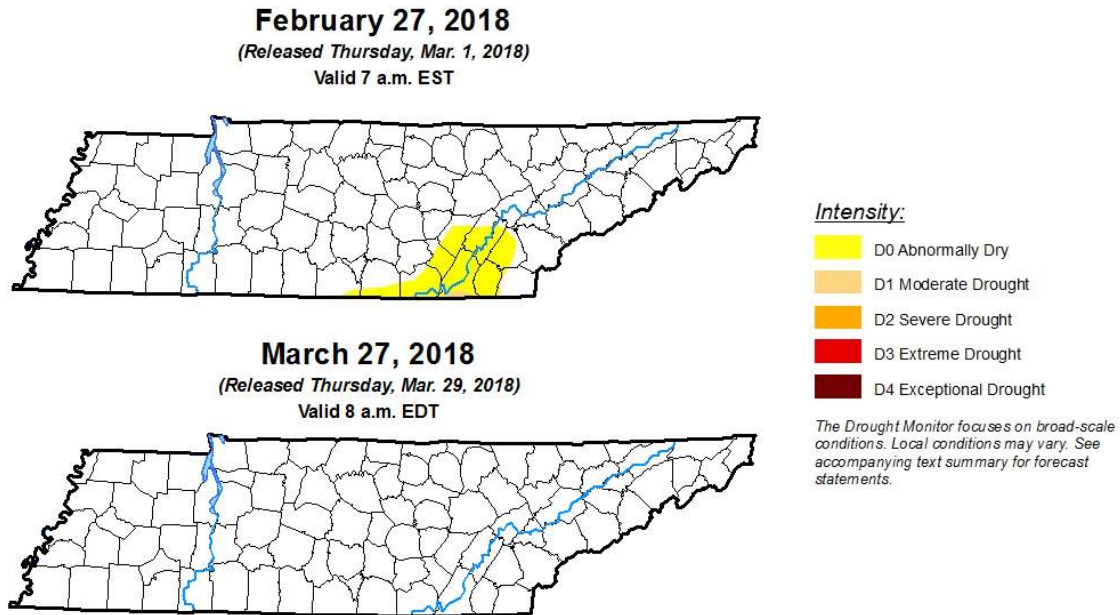 February 27, 2018
(Released Thursday, Mar. 1, 2018)
Valid 7 a.m. EST
Intensity:
D0 Abnormally Dry
D1 Moderate Drought
D2 Severe Drought
D3 Extreme Drought
D4 Exceptional Drought
The Drought Monitor focuses on broad-scale
conditions. Local conditions may vary. See
accompanying text summary for forecast
statements.
March 27, 2018
(Released Thursday, Mar. 29, 2018)
Valid 8 a.m. EDT